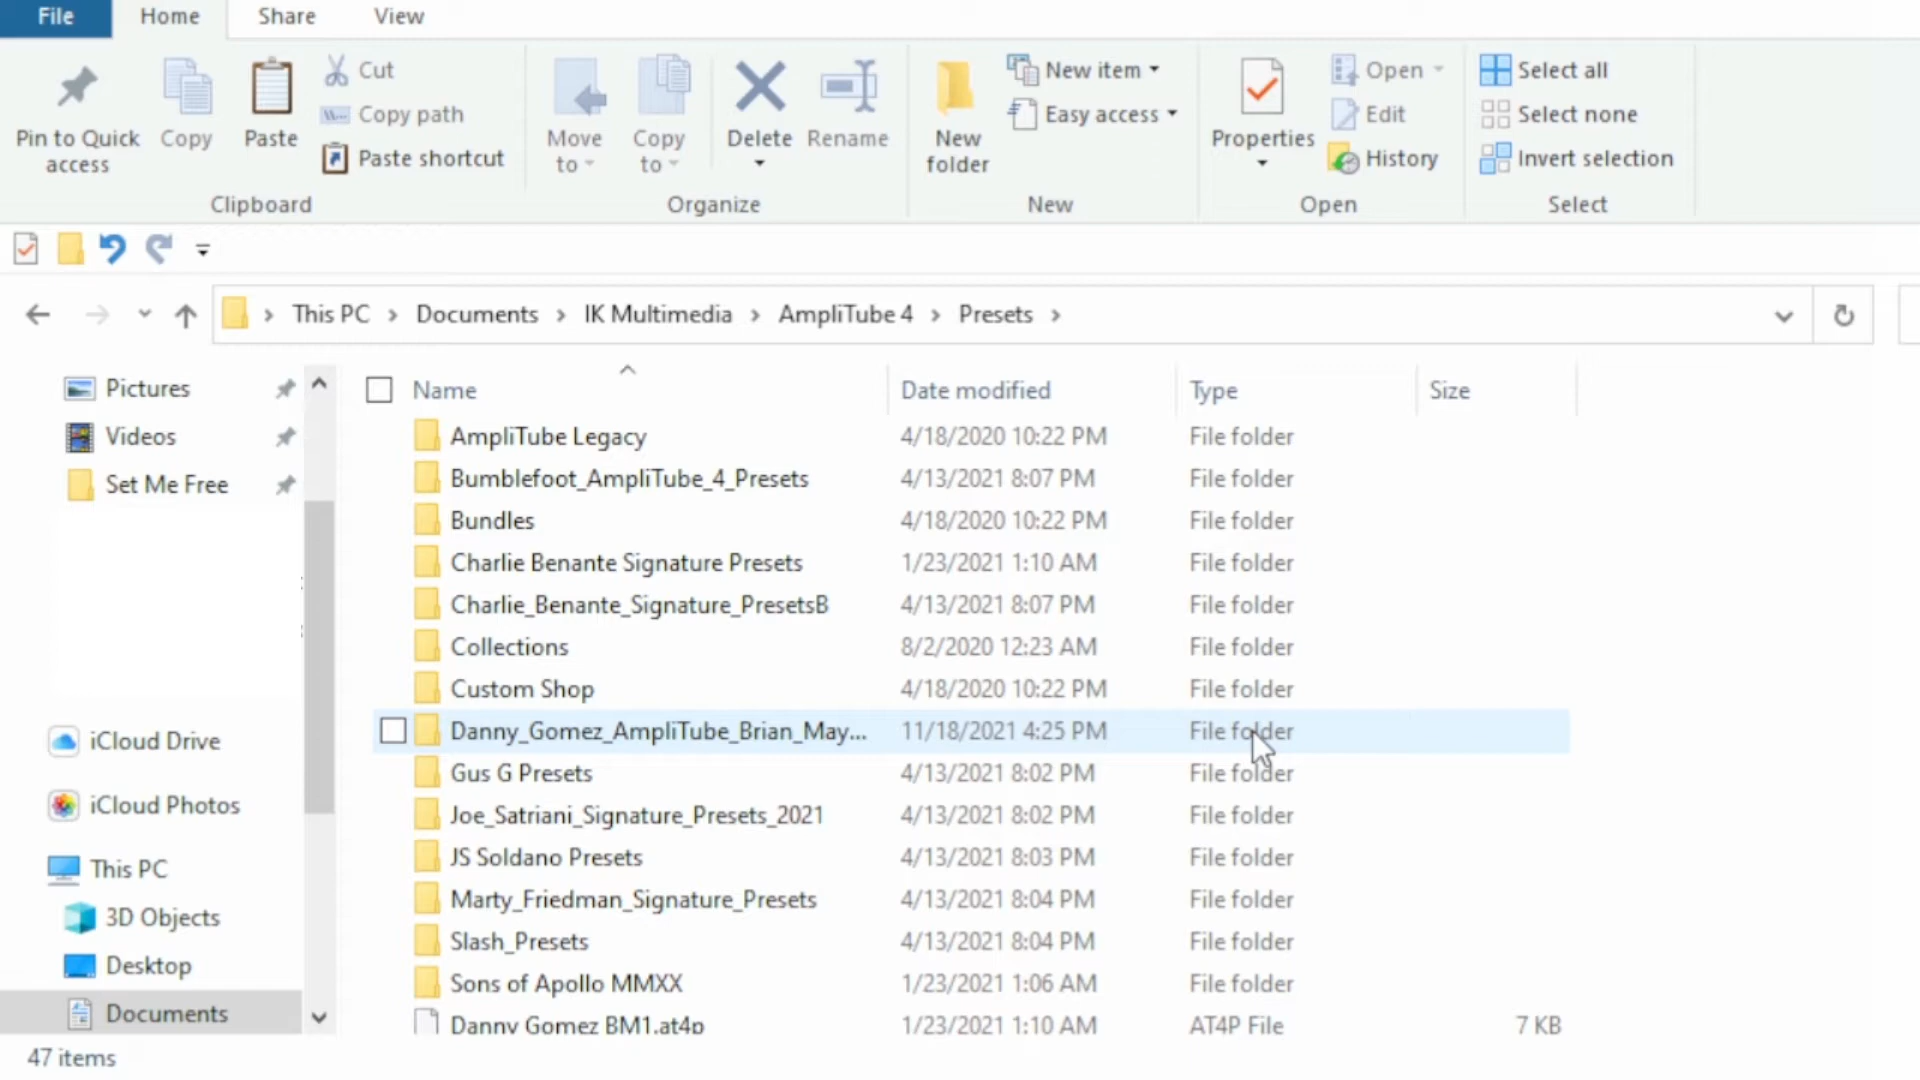 File Home Share View
Pin to Quick access
Copy
Paste
Cut
Copy path
Paste shortcut
Clipboard
Move to
Copy to
Delete
Rename
Organize
New folder
New item
Easy access
New
Properties
Open
Edit
History
Open
Select all
Select none
Invert selection
Select
This PC > Documents > IK Multimedia > AmpliTube 4 > Presets >
Pictures
Videos
Set Me Free
iCloud Drive
iCloud Photos
This PC
3D Objects
Desktop
Documents
Name Date modified Type Size
AmpliTube Legacy 4/18/2020 10:22 PM File folder
Bumblefoot_AmpliTube_4_Presets 4/13/2021 8:07 PM File folder
Bundles 4/18/2020 10:22 PM File folder
Charlie Benante Signature Presets 1/23/2021 1:10 AM File folder
Charlie_Benante_Signature_PresetsB 4/13/2021 8:07 PM File folder
Collections 8/2/2020 12:23 AM File folder
Custom Shop 4/18/2020 10:22 PM File folder
Danny_Gomez_AmpliTube_Brian_May... 11/18/2021 4:25 PM File folder
Gus G Presets 4/13/2021 8:02 PM File folder
Joe_Satriani_Signature_Presets_2021 4/13/2021 8:02 PM File folder
JS Soldano Presets 4/13/2021 8:03 PM File folder
Marty_Friedman_Signature_Presets 4/13/2021 8:04 PM File folder
Slash_Presets 4/13/2021 8:04 PM File folder
Sons of Apollo MMXX 1/23/2021 1:06 AM File folder
Danny Gomez BM1.at4p 1/23/2021 1:10 AM AT4P File 7 KB
47 items